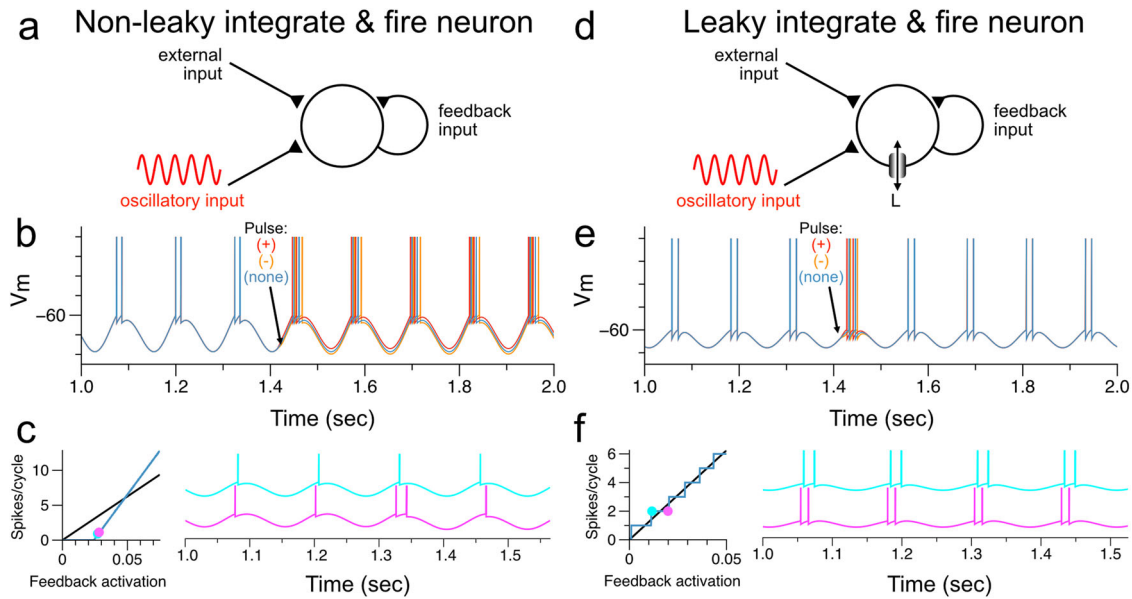 a Non-leaky integrate & fire neuron
external
input
feedback
input
oscillatory input
b
Pulse:
(+)
(-)
(none)
Vm
−60
1.0 1.2 1.4 1.6 1.8 2.0
Time (sec)
c
Spikes/cycle
10
5
0
0 0.05
Feedback activation
1.0 1.1 1.2 1.3 1.4 1.5
Time (sec)
d Leaky integrate & fire neuron
external
input
feedback
input
oscillatory input
L
e
Pulse:
(+)
(-)
(none)
Vm
−60
1.0 1.2 1.4 1.6 1.8 2.0
Time (sec)
f
Spikes/cycle
6
4
2
0
0 0.05
Feedback activation
1.0 1.1 1.2 1.3 1.4 1.5
Time (sec)